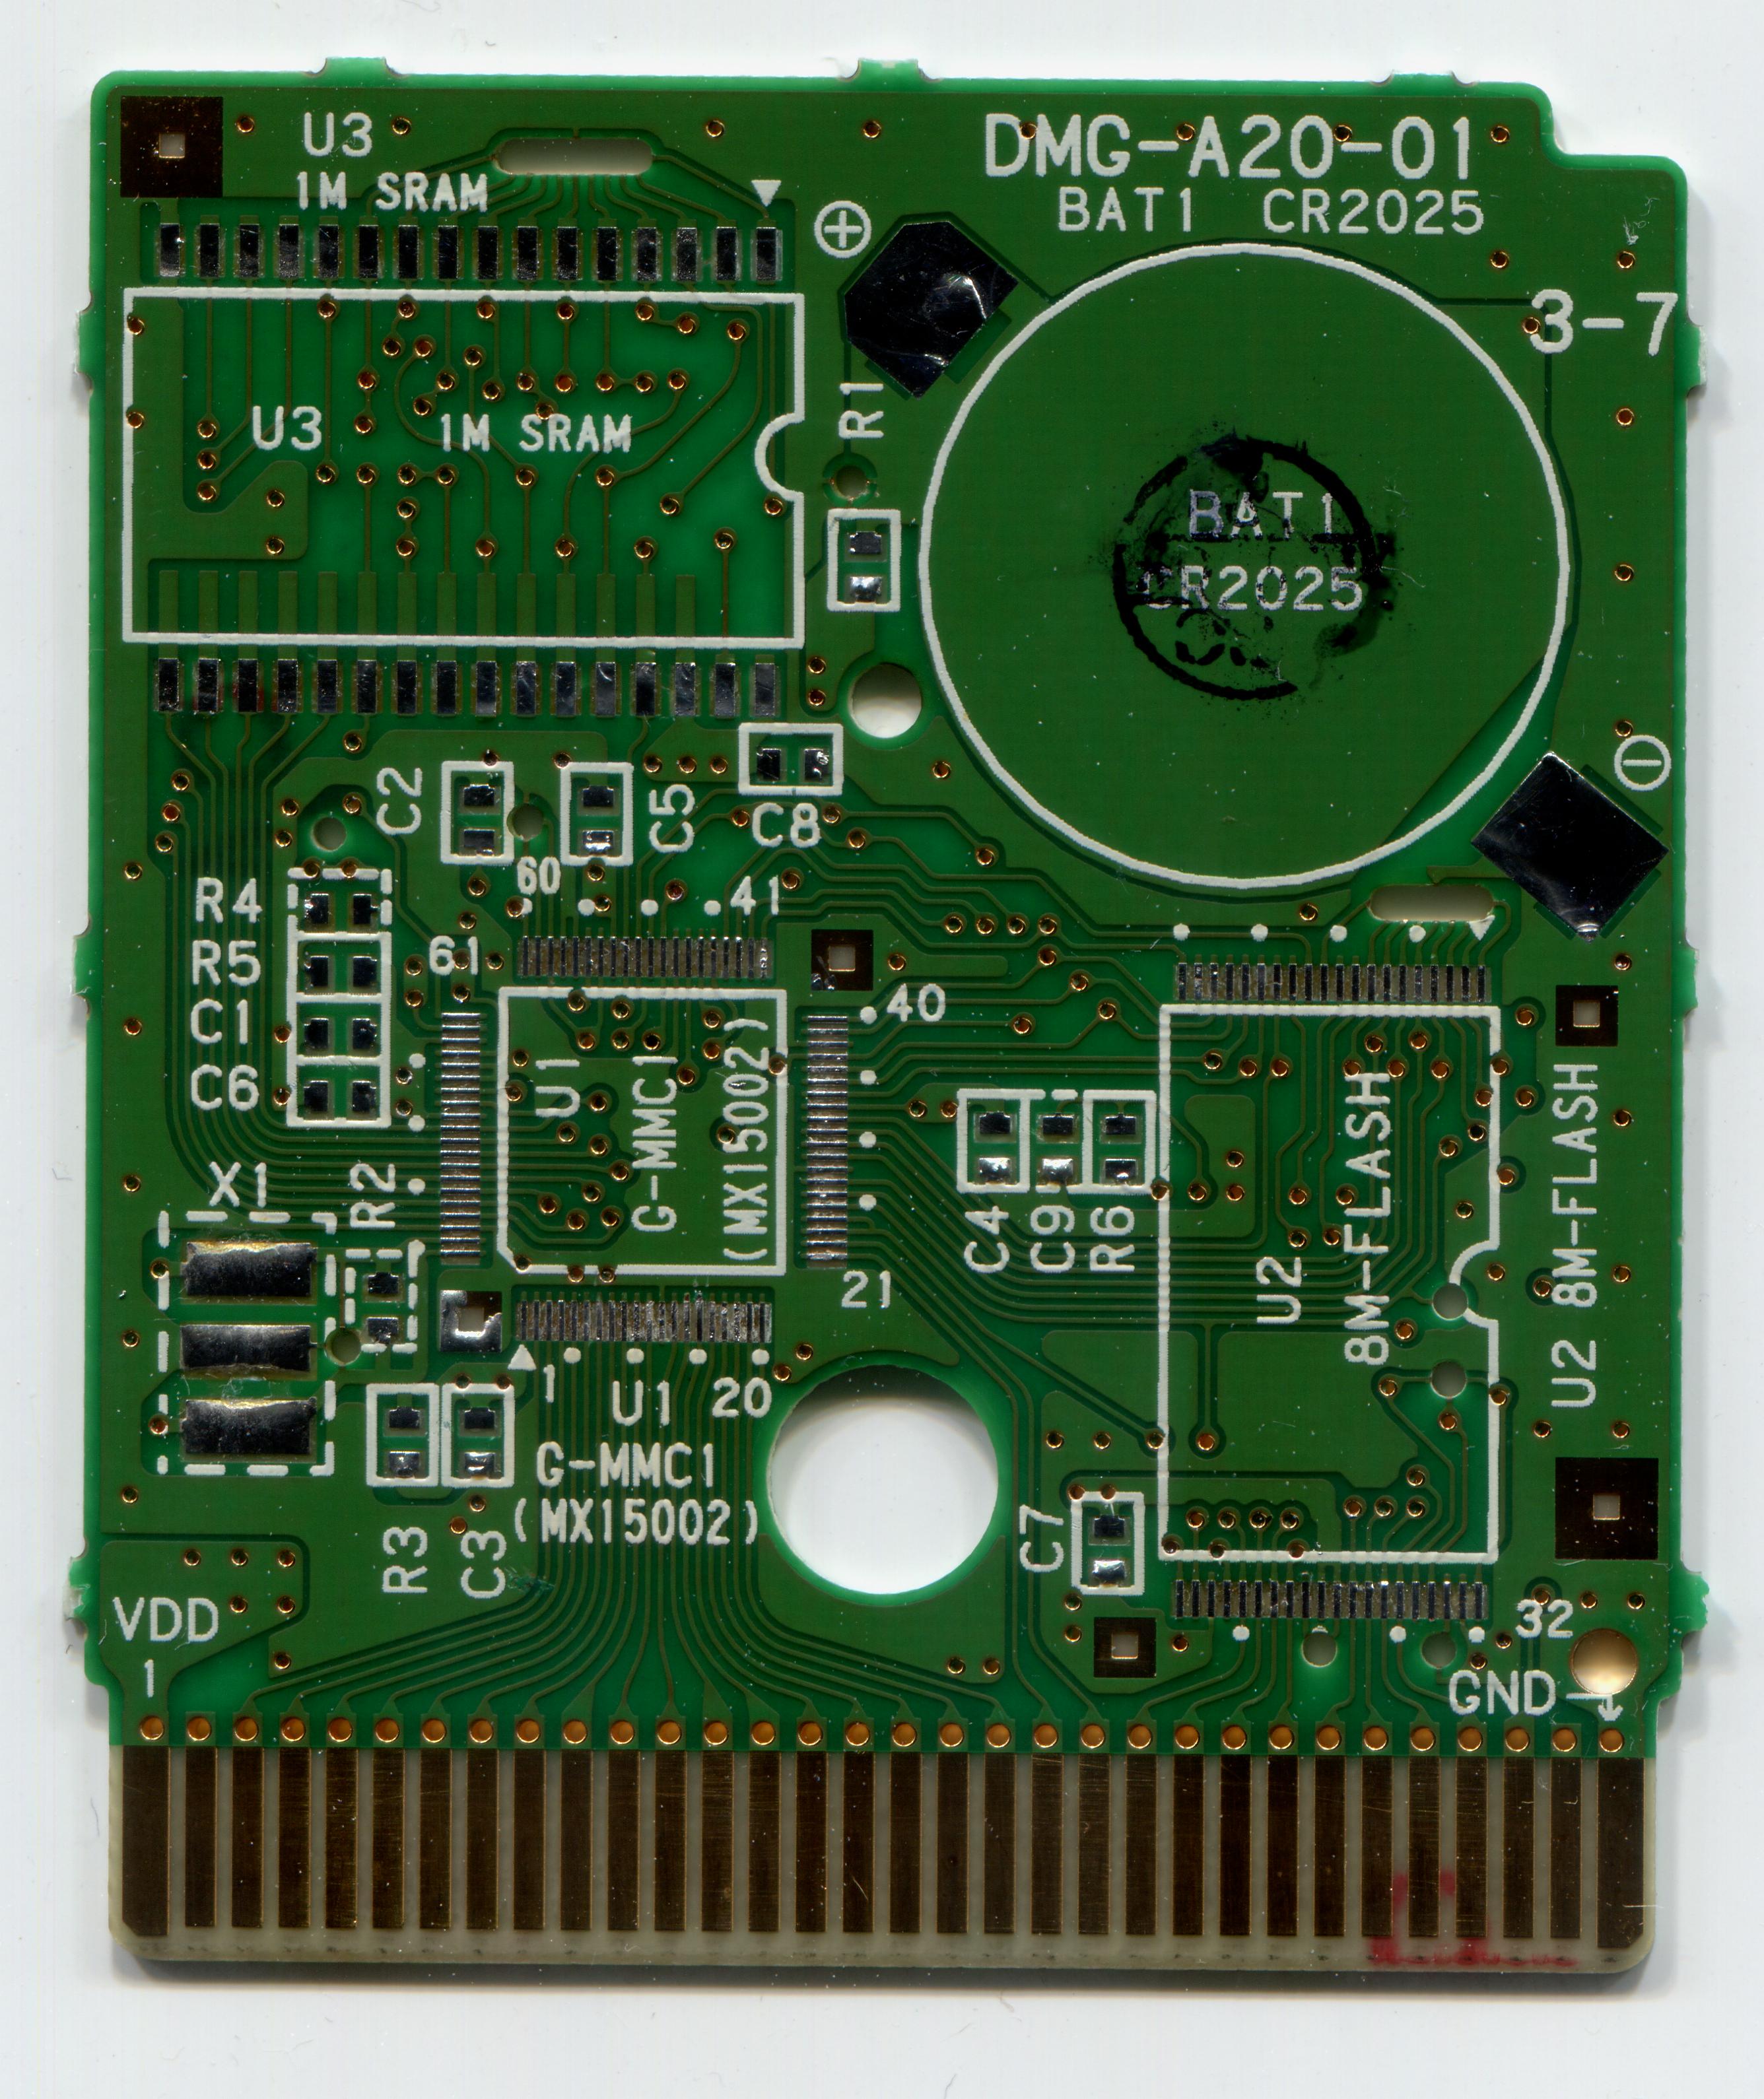 U3
1M SRAM
DMG-A20-01
BAT1 CR2025
3-7
U3 1M SRAM
R1
BAT1
CR2025
C2
C5
C8
60
41
R4
R5
C1
C6
61
40
U1
G-MMC1
(MX15002)
X1
R2
21
C4
C9
R6
U2
8M-FLASH
U2 8M-FLASH
1
U1
20
G-MMC1
(MX15002)
R3
C3
C7
VDD
1
32
GND